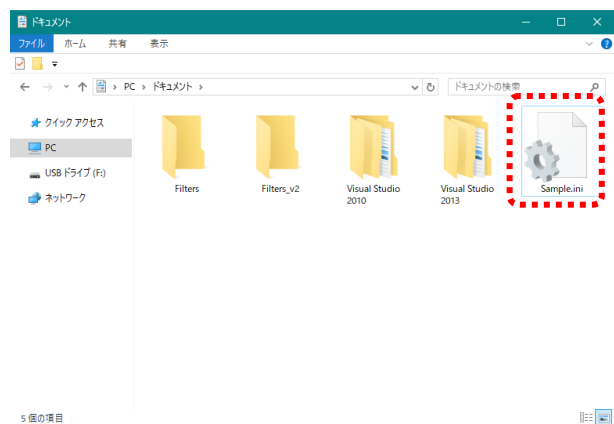 ドキュメント
ファイル ホーム 共有 表示
PC › ドキュメント › ドキュメントの検索
クイック アクセス
PC
USB ドライブ (F:)
ネットワーク
Filters
Filters_v2
Visual Studio
2010
Visual Studio
2013
Sample.ini
5 個の項目